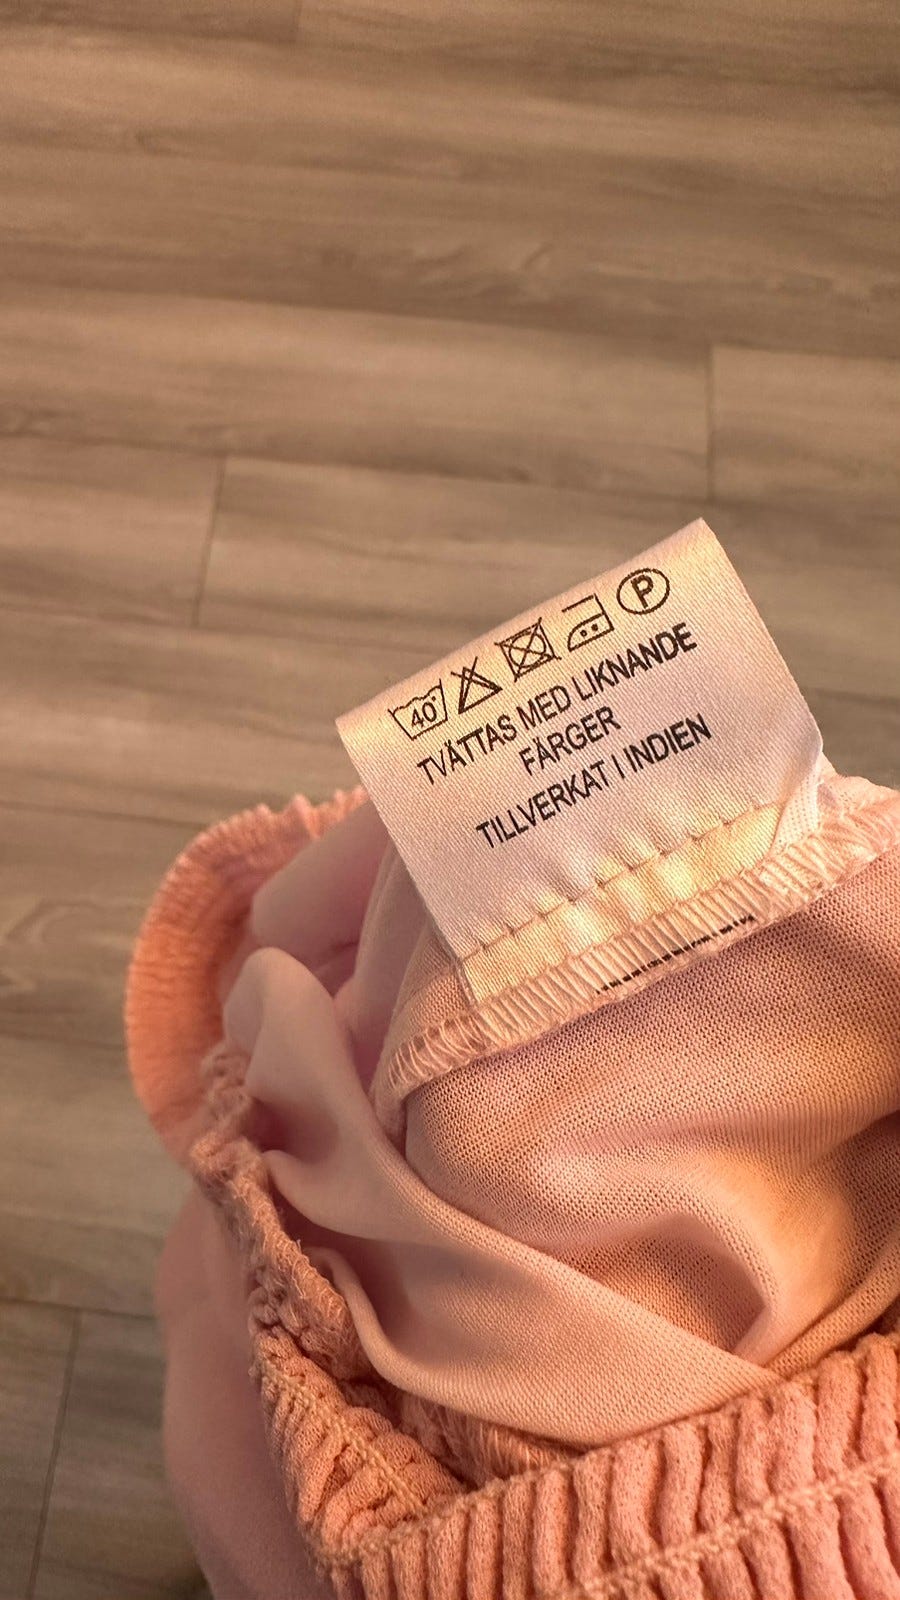 40° P
TVÄTTAS MED LIKNANDE
FÄRGER
TILLVERKAT I INDIEN